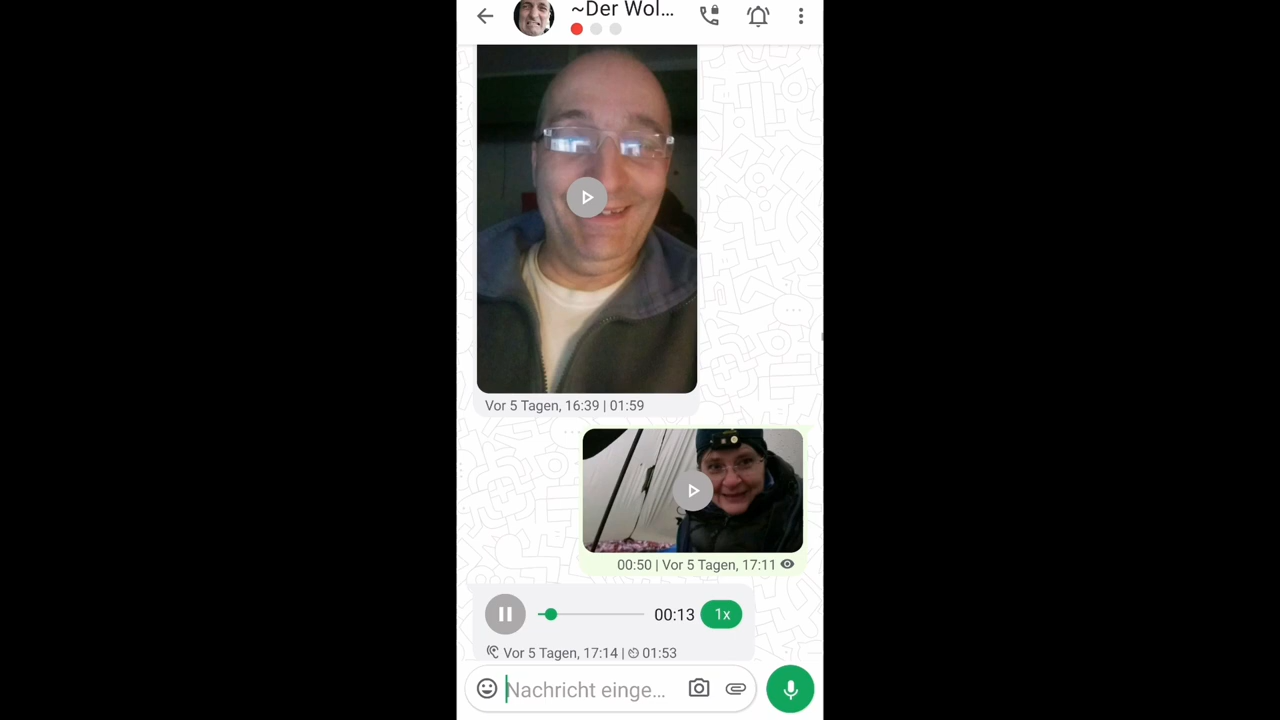 ~Der Wol...
Vor 5 Tagen, 16:39 | 01:59
00:50 | Vor 5 Tagen, 17:11
00:13 1x
Vor 5 Tagen, 17:14 | 01:53
Nachricht einge...